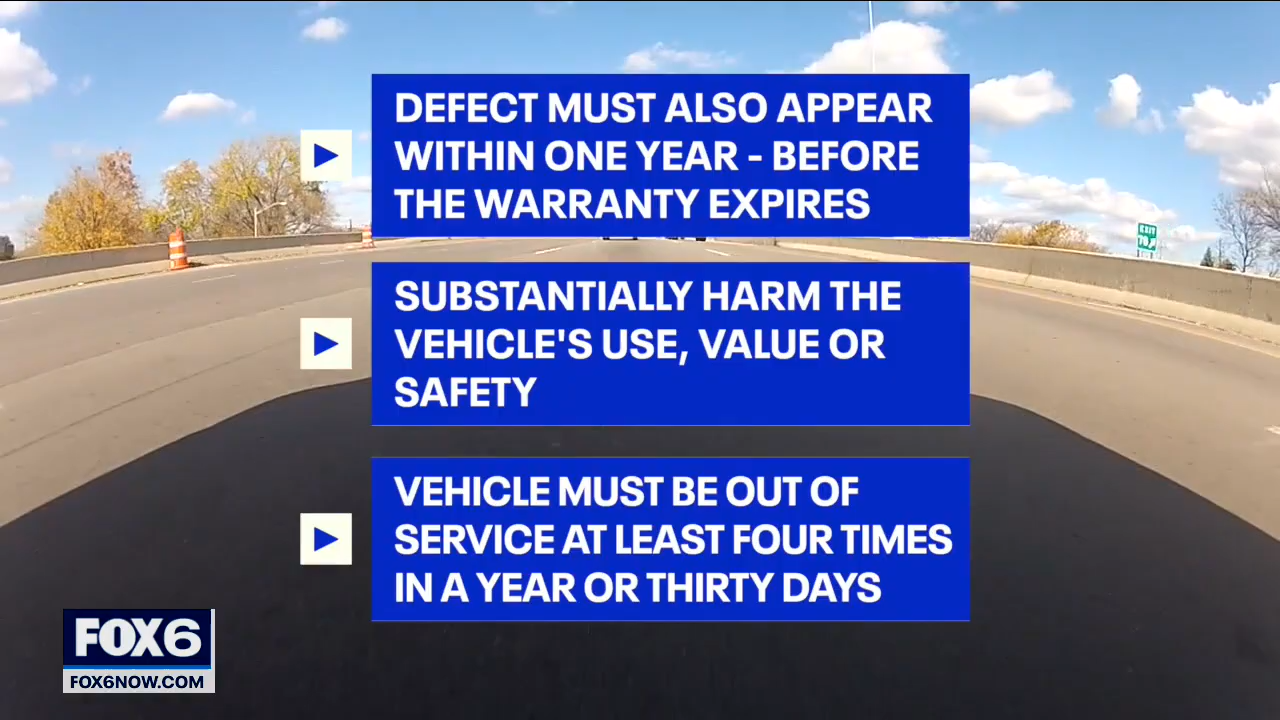 DEFECT MUST ALSO APPEAR
WITHIN ONE YEAR - BEFORE
THE WARRANTY EXPIRES
SUBSTANTIALLY HARM THE
VEHICLE'S USE, VALUE OR
SAFETY
VEHICLE MUST BE OUT OF
SERVICE AT LEAST FOUR TIMES
IN A YEAR OR THIRTY DAYS
EXIT
FOX6
FOX6NOW.COM